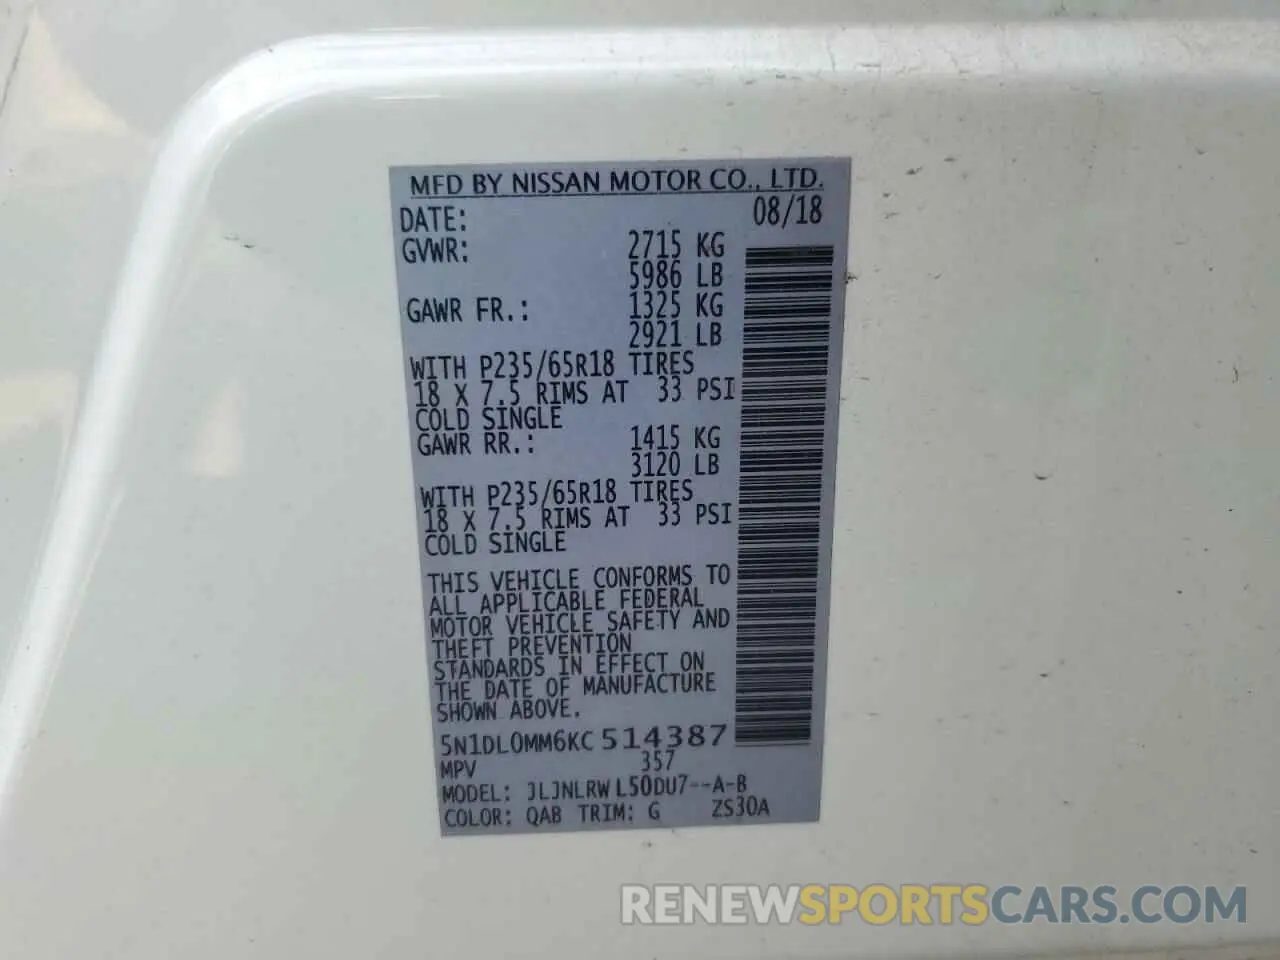 MFD BY NISSAN MOTOR CO., LTD.
DATE: 08/18
GVWR: 2715 KG
5986 LB
GAWR FR.: 1325 KG
2921 LB
WITH P235/65R18 TIRES
18 X 7.5 RIMS AT 33 PSI
COLD SINGLE
GAWR RR.: 1415 KG
3120 LB
WITH P235/65R18 TIRES
18 X 7.5 RIMS AT 33 PSI
COLD SINGLE
THIS VEHICLE CONFORMS TO
ALL APPLICABLE FEDERAL
MOTOR VEHICLE SAFETY AND
THEFT PREVENTION
STANDARDS IN EFFECT ON
THE DATE OF MANUFACTURE
SHOWN ABOVE.
5N1DL0MM6KC514387
MPV 357
MODEL: JLJNLRW L50DU7--A-B
COLOR: QAB TRIM: G ZS30A
RENEWSPORTSCARS.COM